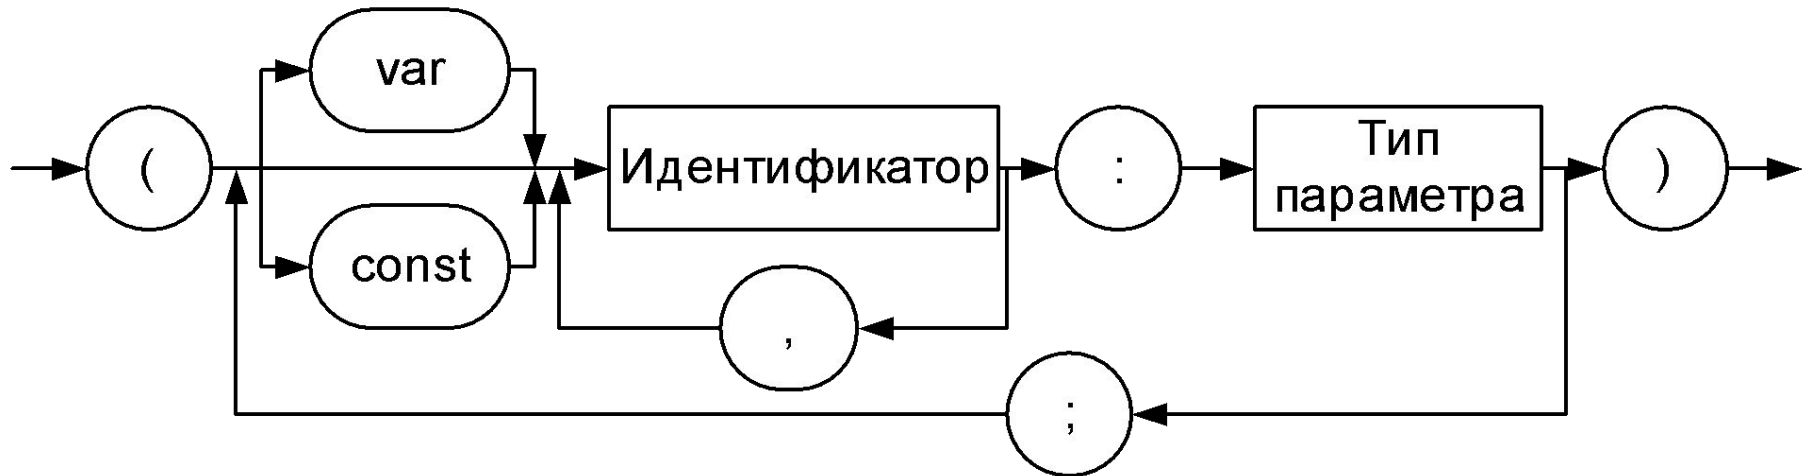 var
(
Идентификатор
:
Тип
параметра
)
const
,
;